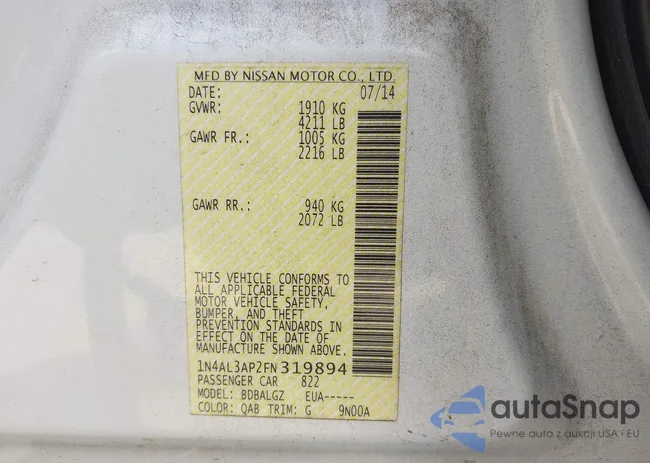 MFD BY NISSAN MOTOR CO., LTD.
DATE: 07/14
GVWR: 1910 KG
4211 LB
GAWR FR.: 1005 KG
2216 LB
GAWR RR.: 940 KG
2072 LB
THIS VEHICLE CONFORMS TO
ALL APPLICABLE FEDERAL
MOTOR VEHICLE SAFETY,
BUMPER, AND THEFT
PREVENTION STANDARDS IN
EFFECT ON THE DATE OF
MANUFACTURE SHOWN ABOVE.
1N4AL3AP2FN319894
PASSENGER CAR 822
MODEL: BDBALGZ EUA-----
COLOR: QAB TRIM: G 9N00A
autoSnap
Pewne auta z aukcji USA i EU